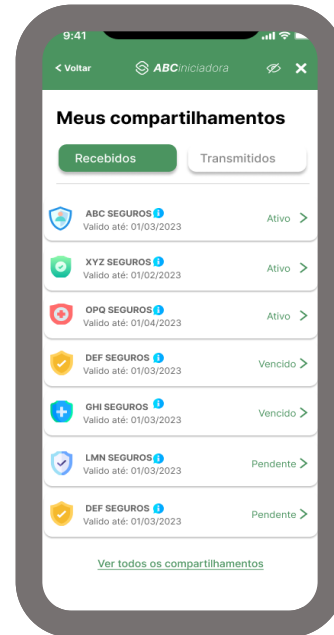 9:41
< Voltar
ABCiniciadora
Meus compartilhamentos
Recebidos
Transmitidos
ABC SEGUROS
Valido até: 01/03/2023
Ativo >
XYZ SEGUROS
Valido até: 01/02/2023
Ativo >
OPQ SEGUROS
Valido até: 01/04/2023
Ativo >
DEF SEGUROS
Valido até: 01/03/2023
Vencido >
GHI SEGUROS
Valido até: 01/03/2023
Vencido >
LMN SEGUROS
Valido até: 01/03/2023
Pendente >
DEF SEGUROS
Valido até: 01/03/2023
Pendente >
Ver todos os compartilhamentos